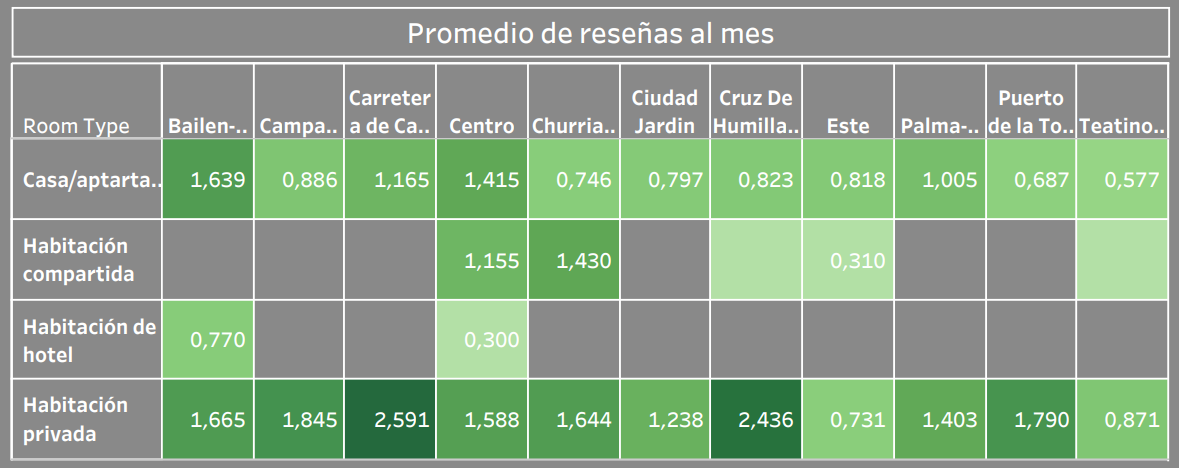 Promedio de reseñas al mes
Room Type Bailen-.. Campa.. Carreter a de Ca.. Centro Churria.. Ciudad Jardin Cruz De Humilla.. Este Palma-.. Puerto de la To.. Teatino..
Casa/aptarta.. 1,639 0,886 1,165 1,415 0,746 0,797 0,823 0,818 1,005 0,687 0,577
Habitación compartida 1,155 1,430 0,310
Habitación de hotel 0,770 0,300
Habitación privada 1,665 1,845 2,591 1,588 1,644 1,238 2,436 0,731 1,403 1,790 0,871